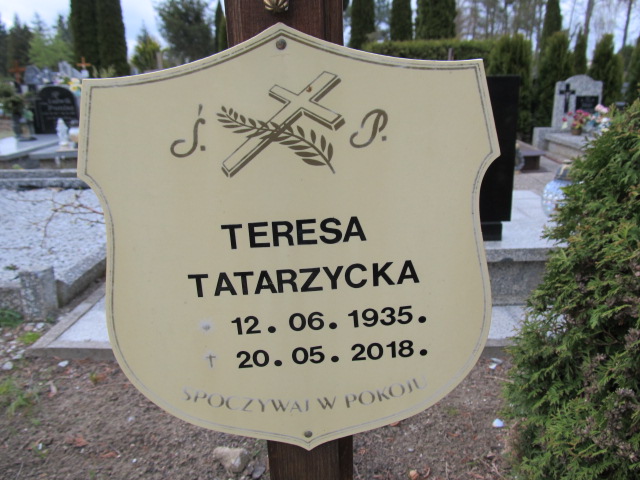 Ś. P.
TERESA
TATARZYCKA
12. 06. 1935.
† 20. 05. 2018.
SPOCZYWAJ W POKOJU